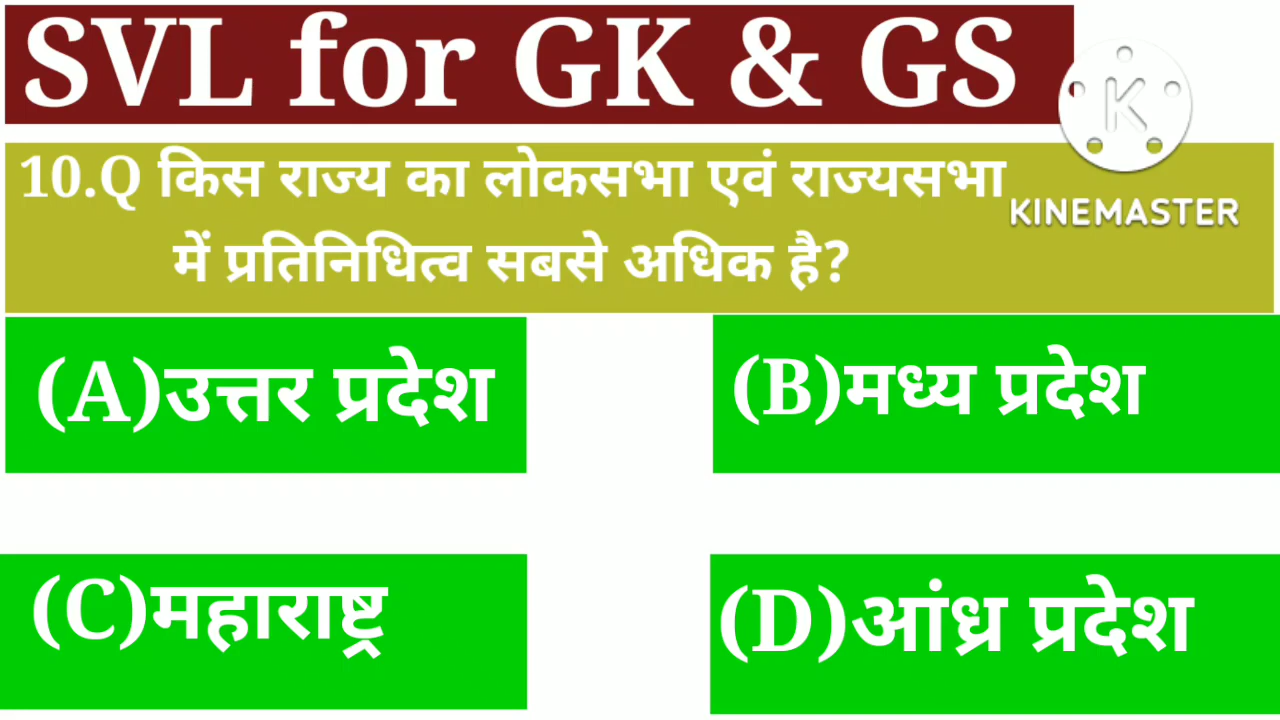 SVL for GK & GS
10.Q किस राज्य का लोकसभा एवं राज्यसभा
में प्रतिनिधित्व सबसे अधिक है?
K
KINEMASTER
(A)उत्तर प्रदेश
(B)मध्य प्रदेश
(C)महाराष्ट्र
(D)आंध्र प्रदेश